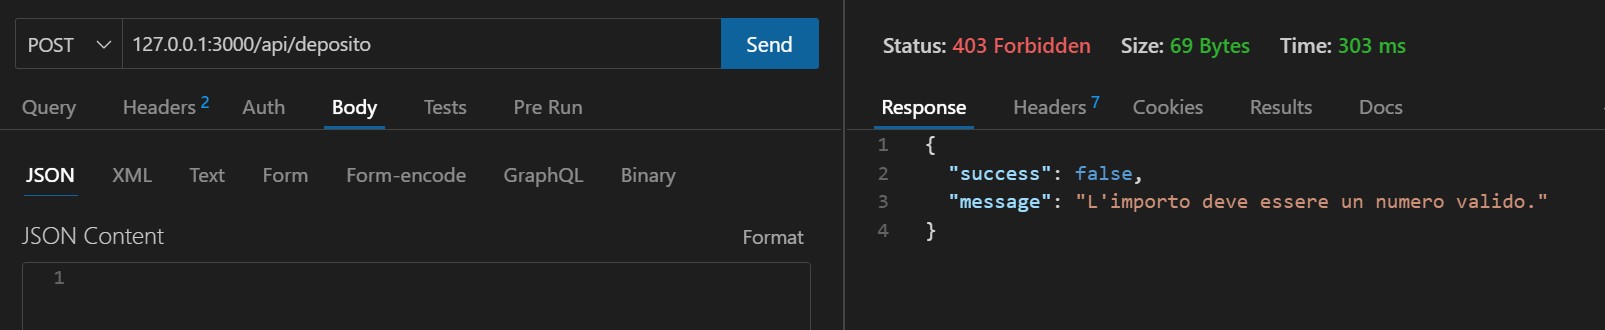 POST 127.0.0.1:3000/api/deposito Send
Query Headers 2 Auth Body Tests Pre Run
JSON XML Text Form Form-encode GraphQL Binary
JSON Content Format
1
Status: 403 Forbidden Size: 69 Bytes Time: 303 ms
Response Headers 7 Cookies Results Docs
1 {
2 "success": false,
3 "message": "L'importo deve essere un numero valido."
4 }